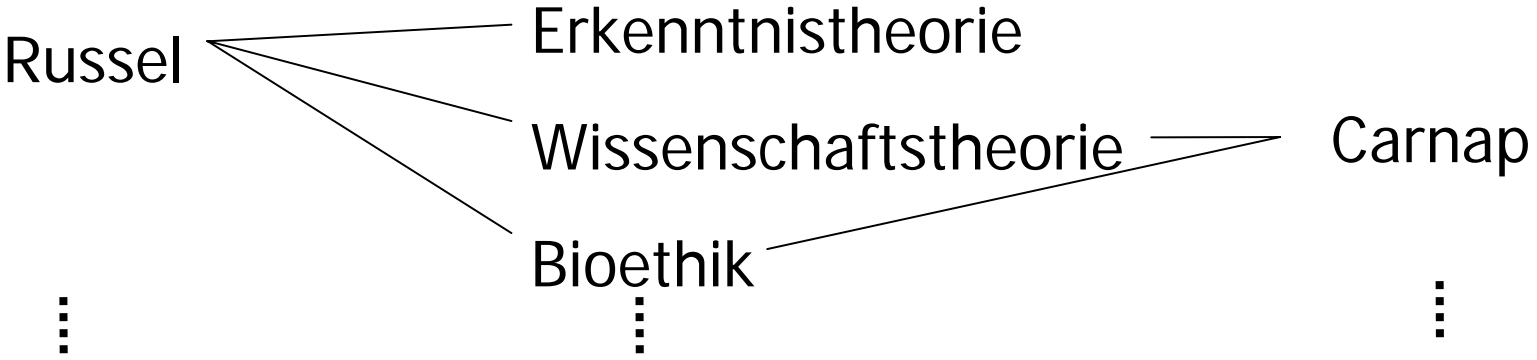 Russel
Erkenntnistheorie
Wissenschaftstheorie
Bioethik
Carnap